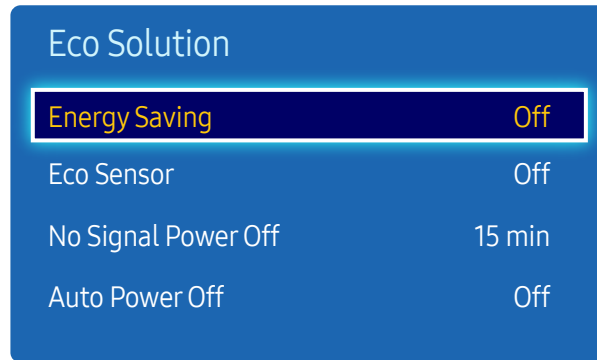 Eco Solution
Energy Saving Off
Eco Sensor Off
No Signal Power Off 15 min
Auto Power Off Off